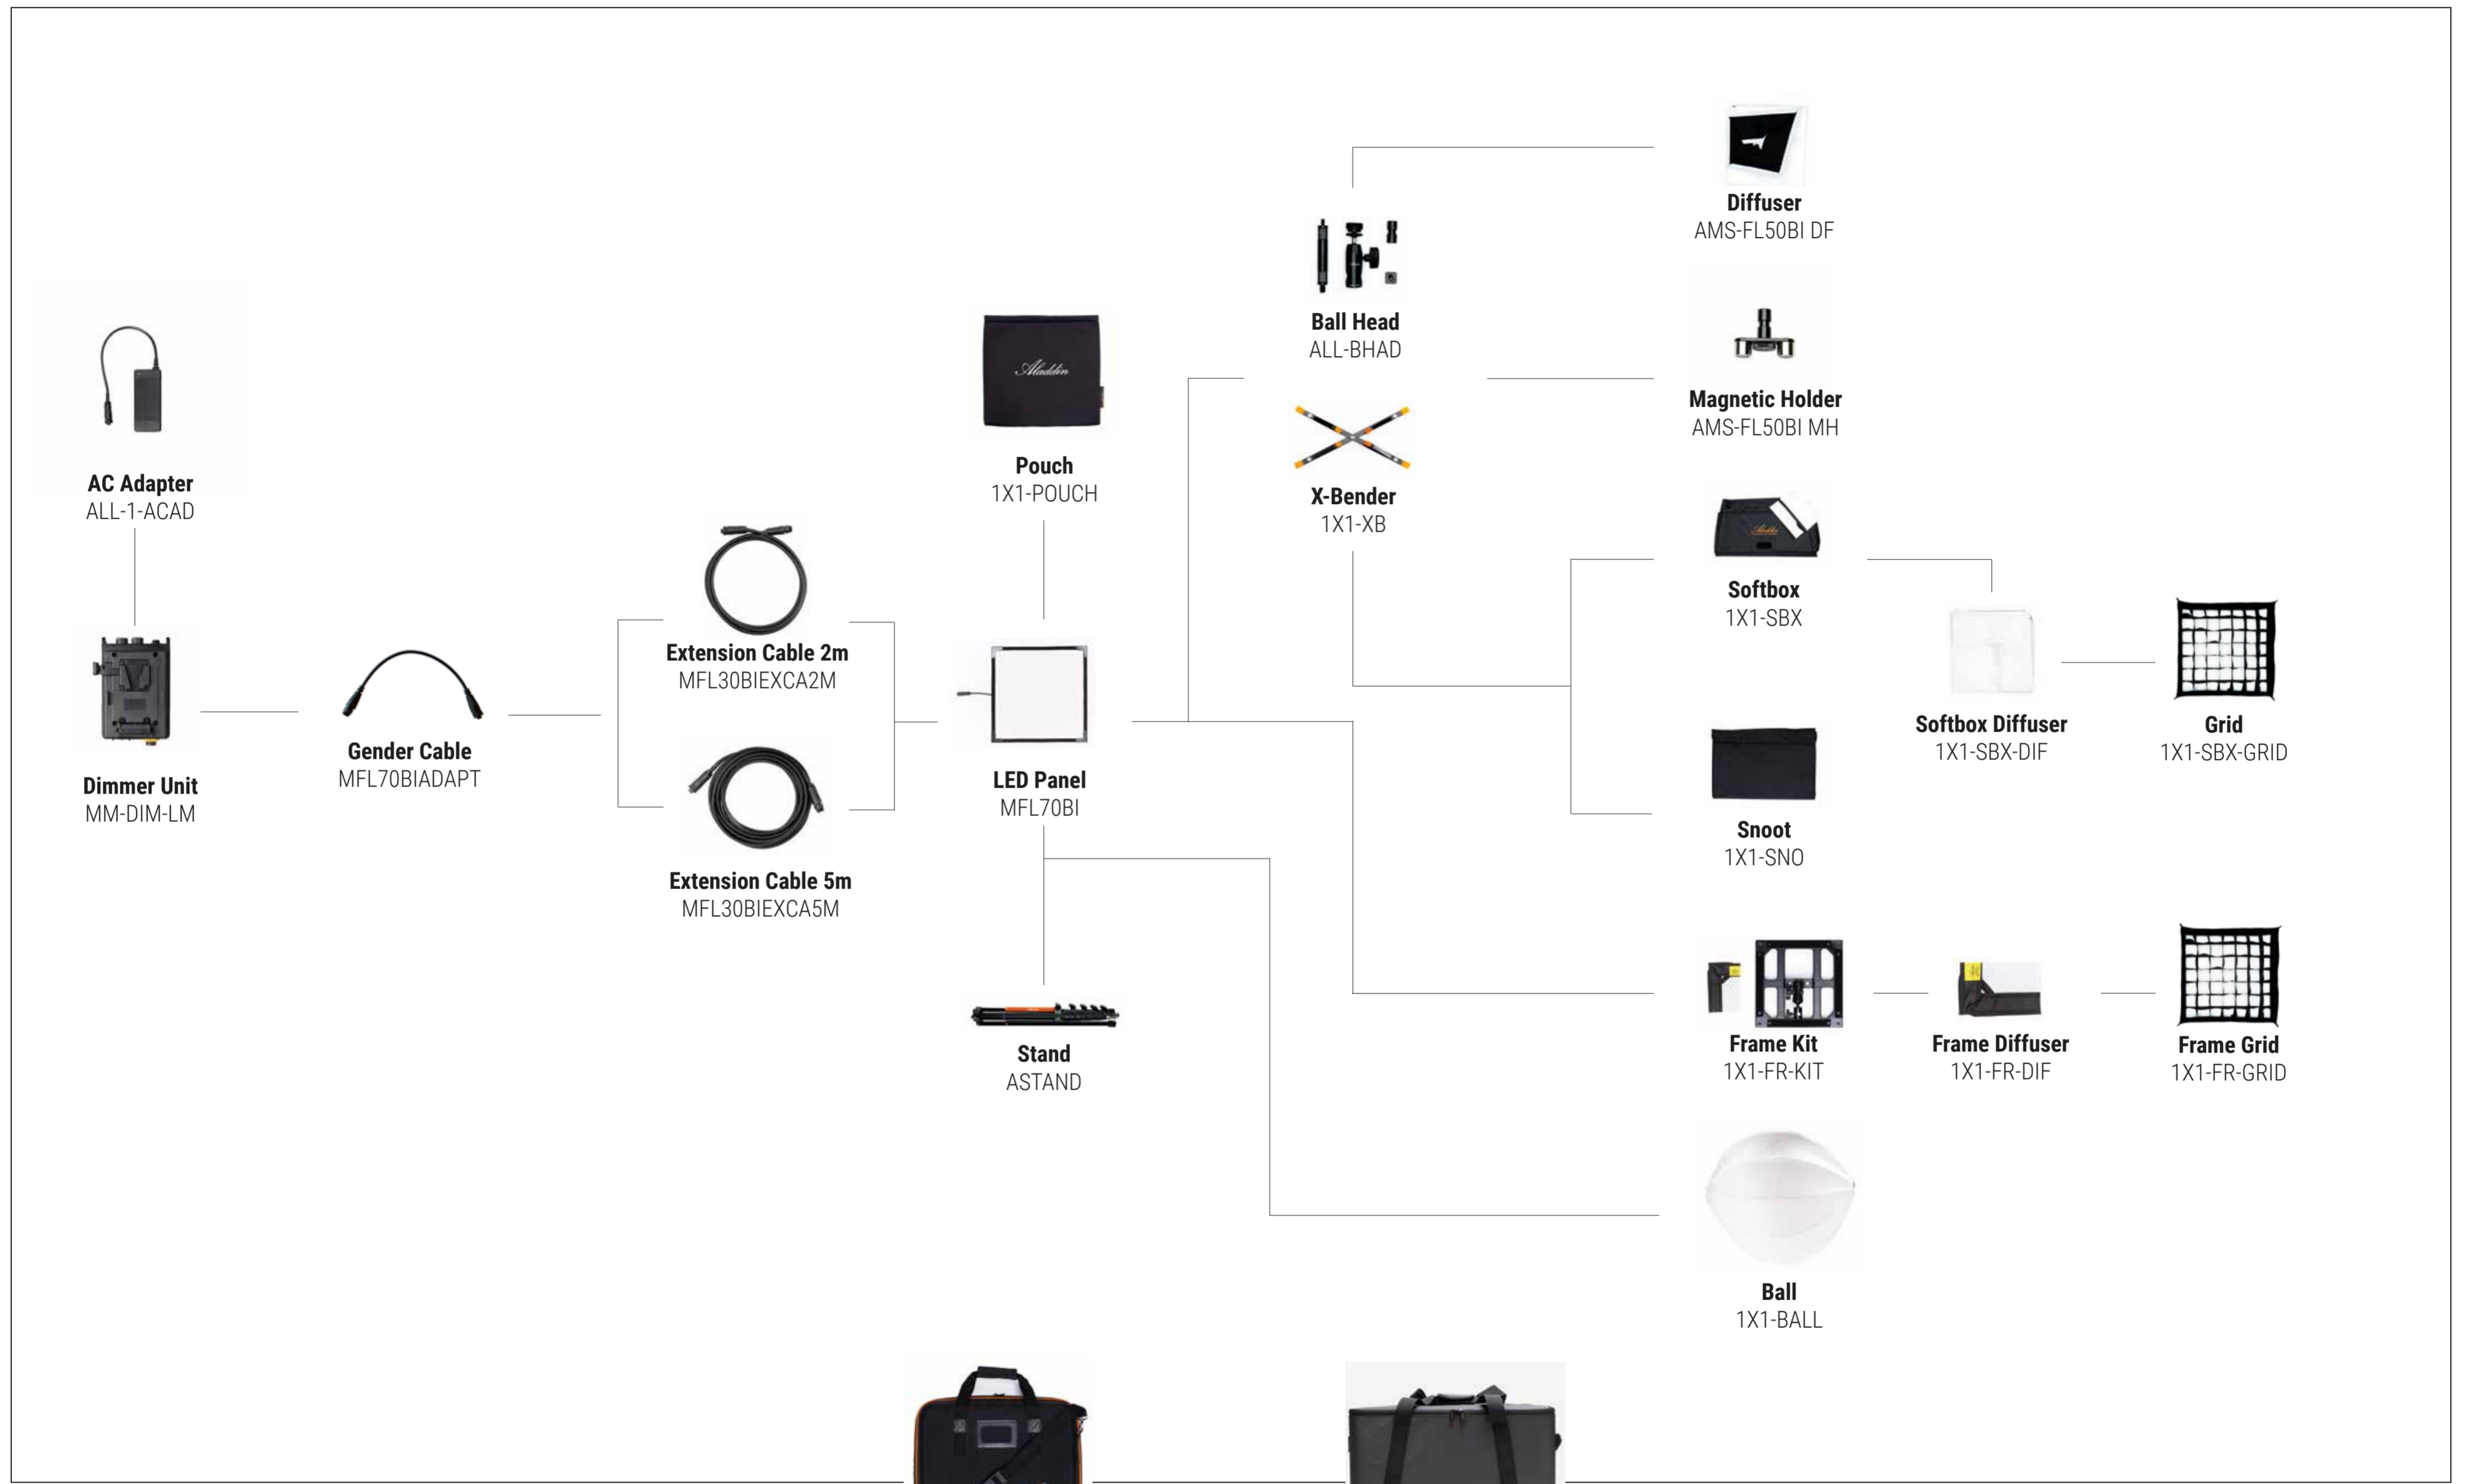 Diffuser
AMS-FL50BI DF
Ball Head
ALL-BHAD
Magnetic Holder
AMS-FL50BI MH
Aladdin
Pouch
1X1-POUCH
X-Bender
1X1-XB
AC Adapter
ALL-1-ACAD
Aladdin
Softbox
1X1-SBX
Extension Cable 2m
MFL30BIEXCA2M
Softbox Diffuser
1X1-SBX-DIF
Grid
1X1-SBX-GRID
Gender Cable
MFL70BIADAPT
Dimmer Unit
MM-DIM-LM
LED Panel
MFL70BI
Snoot
1X1-SNO
Extension Cable 5m
MFL30BIEXCA5M
Stand
ASTAND
Frame Kit
1X1-FR-KIT
Frame Diffuser
1X1-FR-DIF
Frame Grid
1X1-FR-GRID
Ball
1X1-BALL